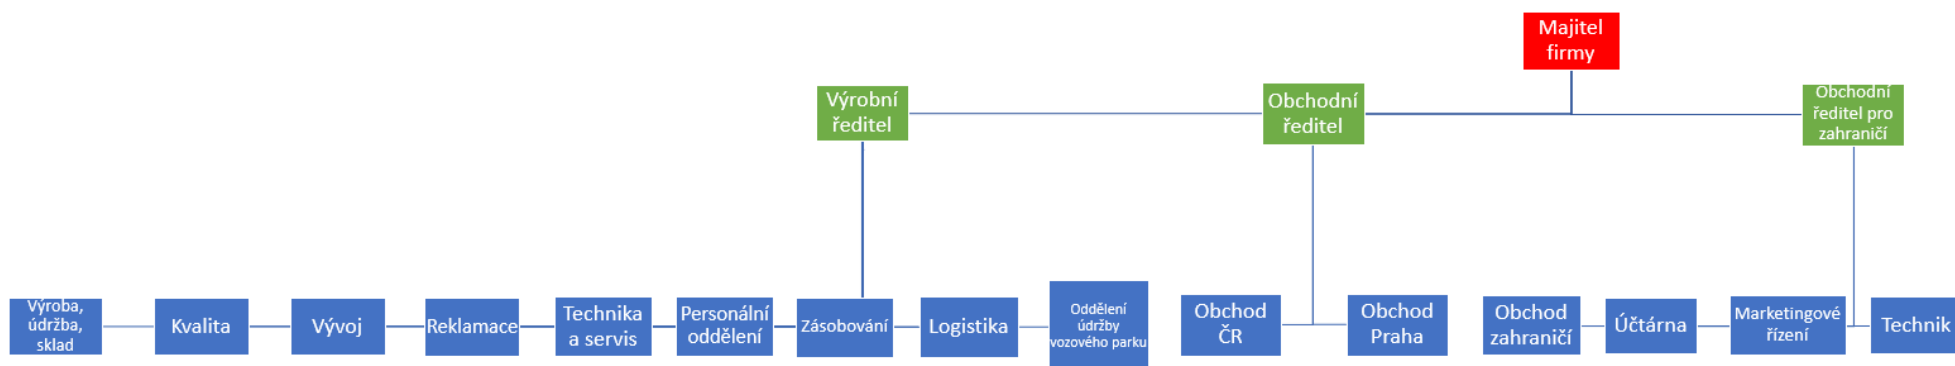 Majitel
firmy
Výrobní
ředitel
Obchodní
ředitel
Obchodní
ředitel pro
zahraničí
Výroba,
údržba,
sklad
Kvalita
Vývoj
Reklamace
Technika
a servis
Personální
oddělení
Zásobování
Logistika
Oddělení
údržby
vozového parku
Obchod
ČR
Obchod
Praha
Obchod
zahraničí
Účtárna
Marketingové
řízení
Technik